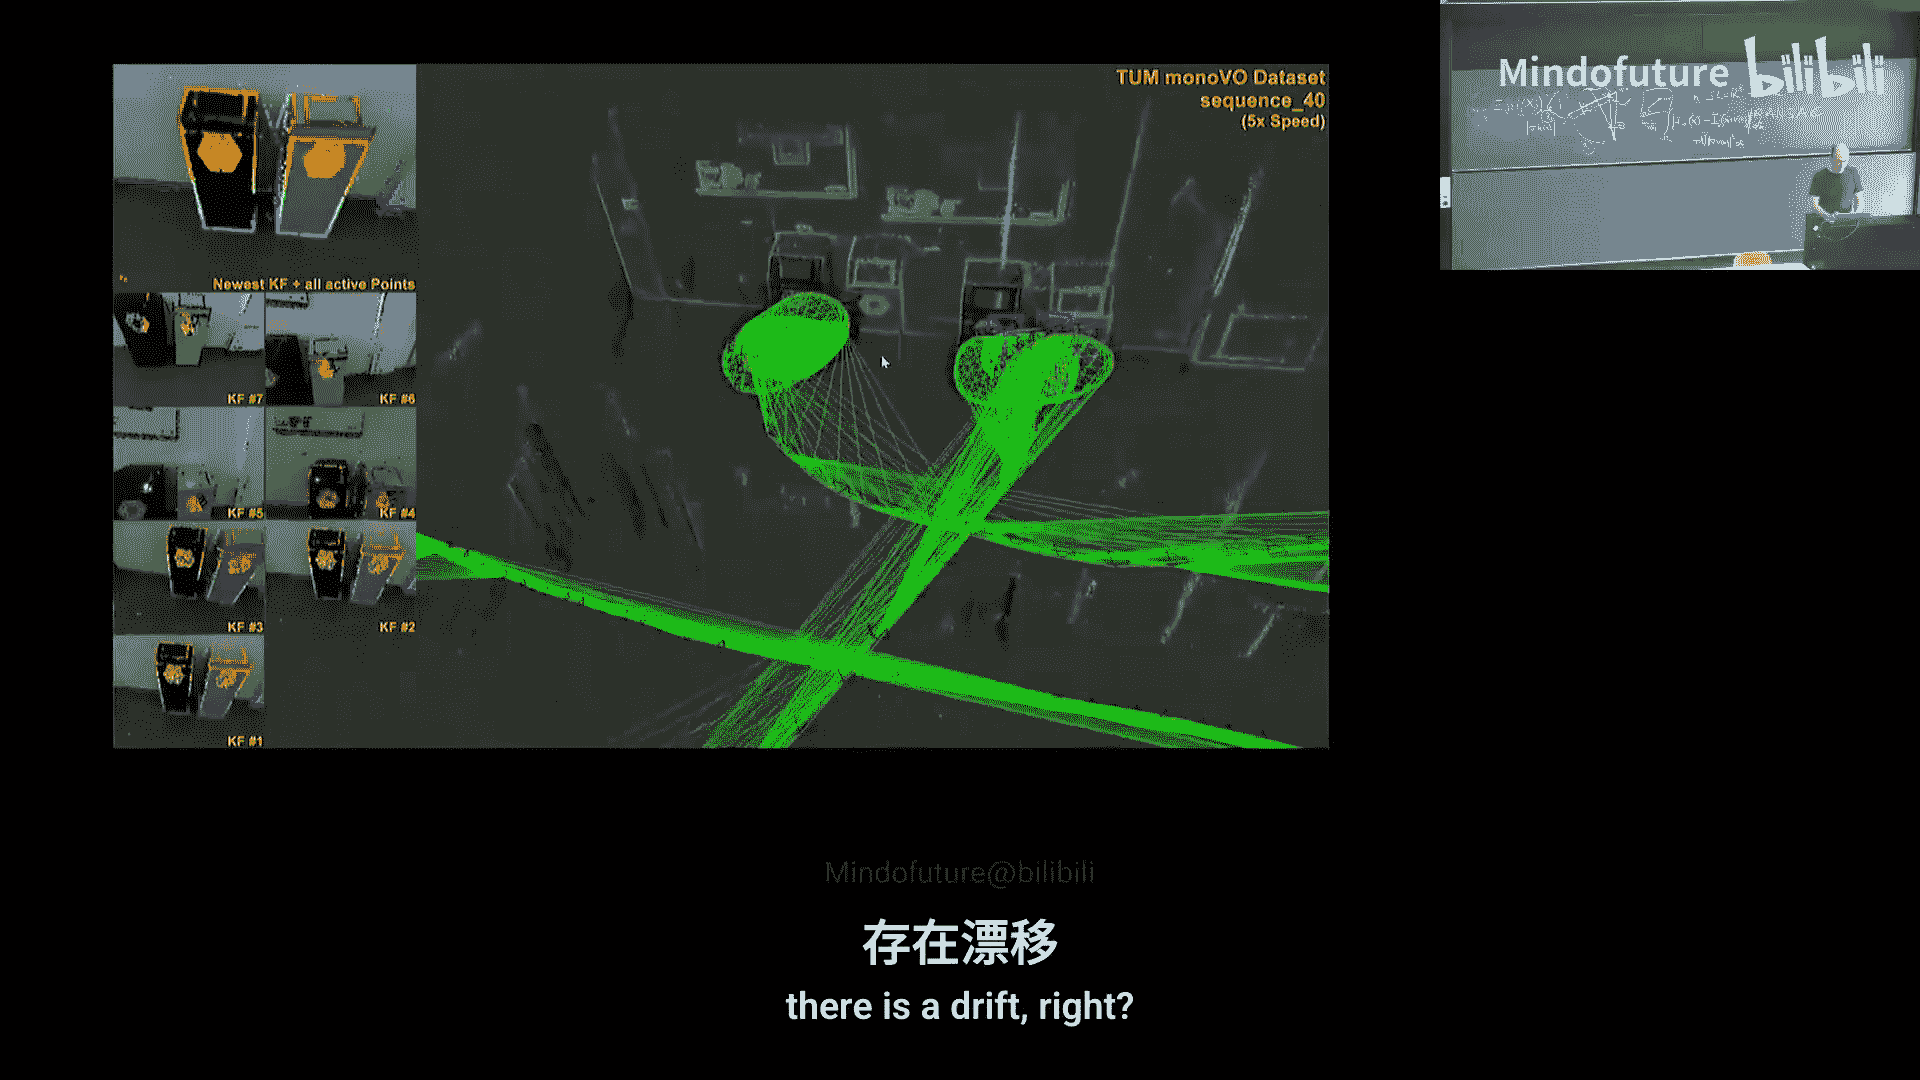 TUM monoVO Dataset
sequence_40
(5x Speed)
Newest KF + all active Points
KF #7
KF #6
KF #5
KF #4
KF #3
KF #2
KF #1
Mindofuture bilibili
RANSAC
Mindofuture@bilibili
存在漂移
there is a drift, right?